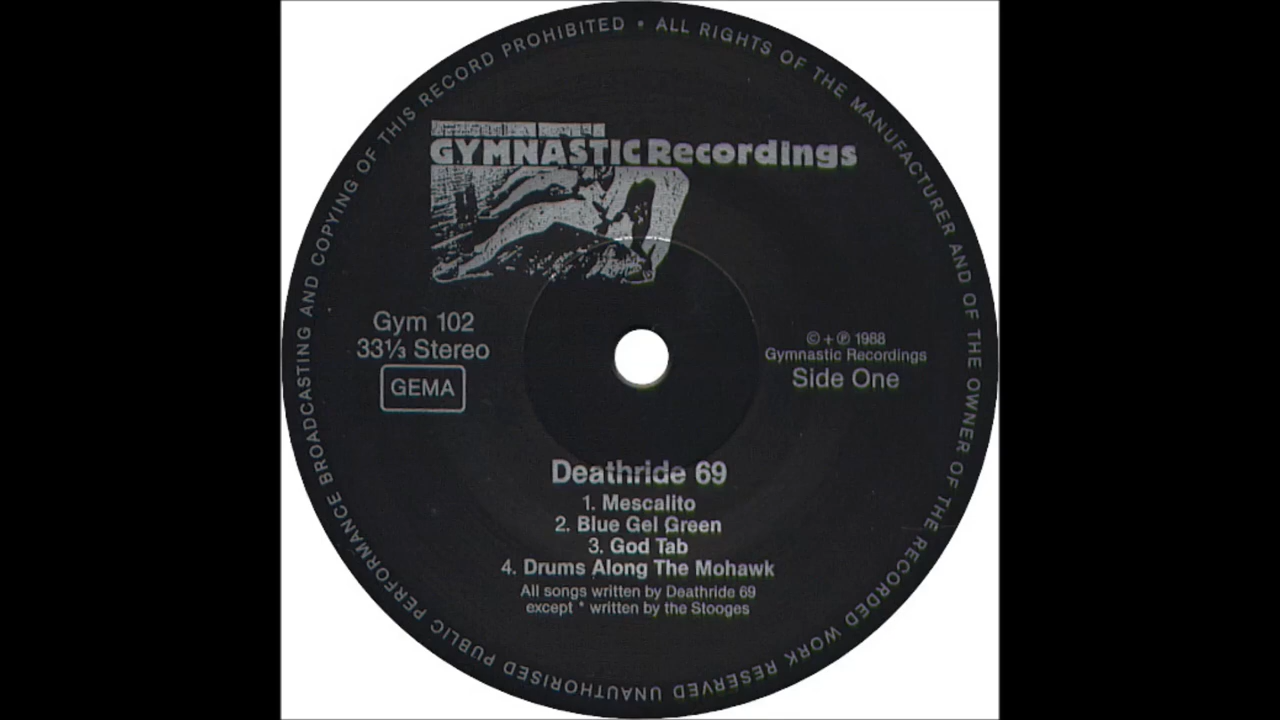 ALL RIGHTS OF THE MANUFACTURER AND OF THE OWNER OF THE RECORDED WORK RESERVED UNAUTHORISED PUBLIC PERFORMANCE BROADCASTING AND COPYING OF THIS RECORD PROHIBITED •
GYMNASTIC Recordings
Gym 102
33⅓ Stereo
GEMA
© + ℗ 1988
Gymnastic Recordings
Side One
Deathride 69
1. Mescalito
2. Blue Gel Green
3. God Tab
4. Drums Along The Mohawk
All songs written by Deathride 69
except * written by the Stooges